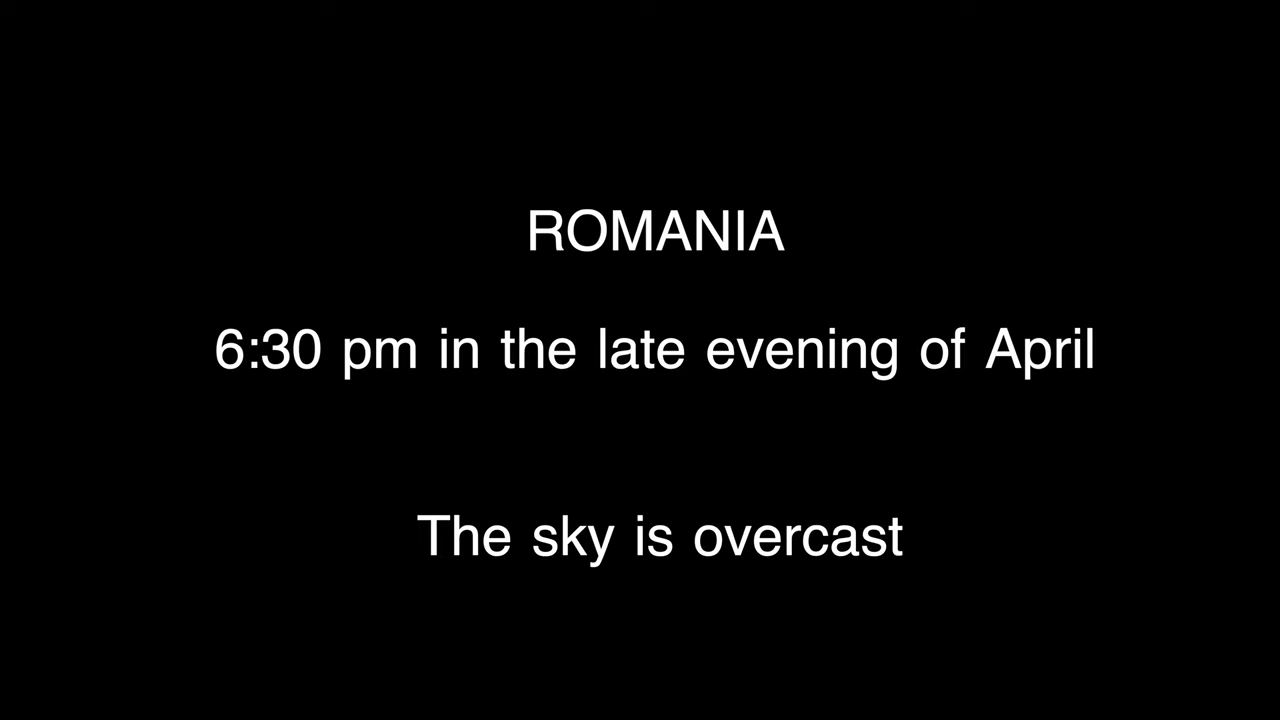 ROMANIA
6:30 pm in the late evening of April
The sky is overcast